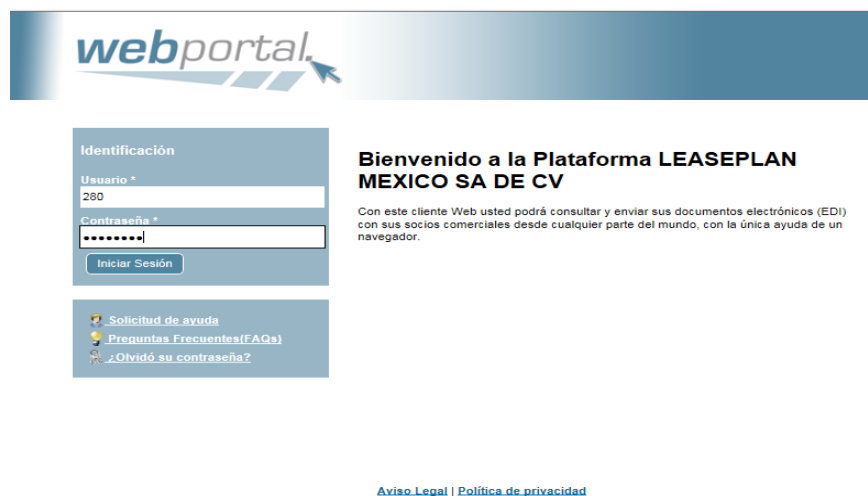 webportal.
Identificación
Usuario *
280
Contraseña *
••••••••
Iniciar Sesión
Solicitud de ayuda
Preguntas Frecuentes(FAQs)
¿Olvidó su contraseña?
Bienvenido a la Plataforma LEASEPLAN
MEXICO SA DE CV
Con este cliente Web usted podrá consultar y enviar sus documentos electrónicos (EDI)
con sus socios comerciales desde cualquier parte del mundo, con la única ayuda de un
navegador.
Aviso Legal | Política de privacidad